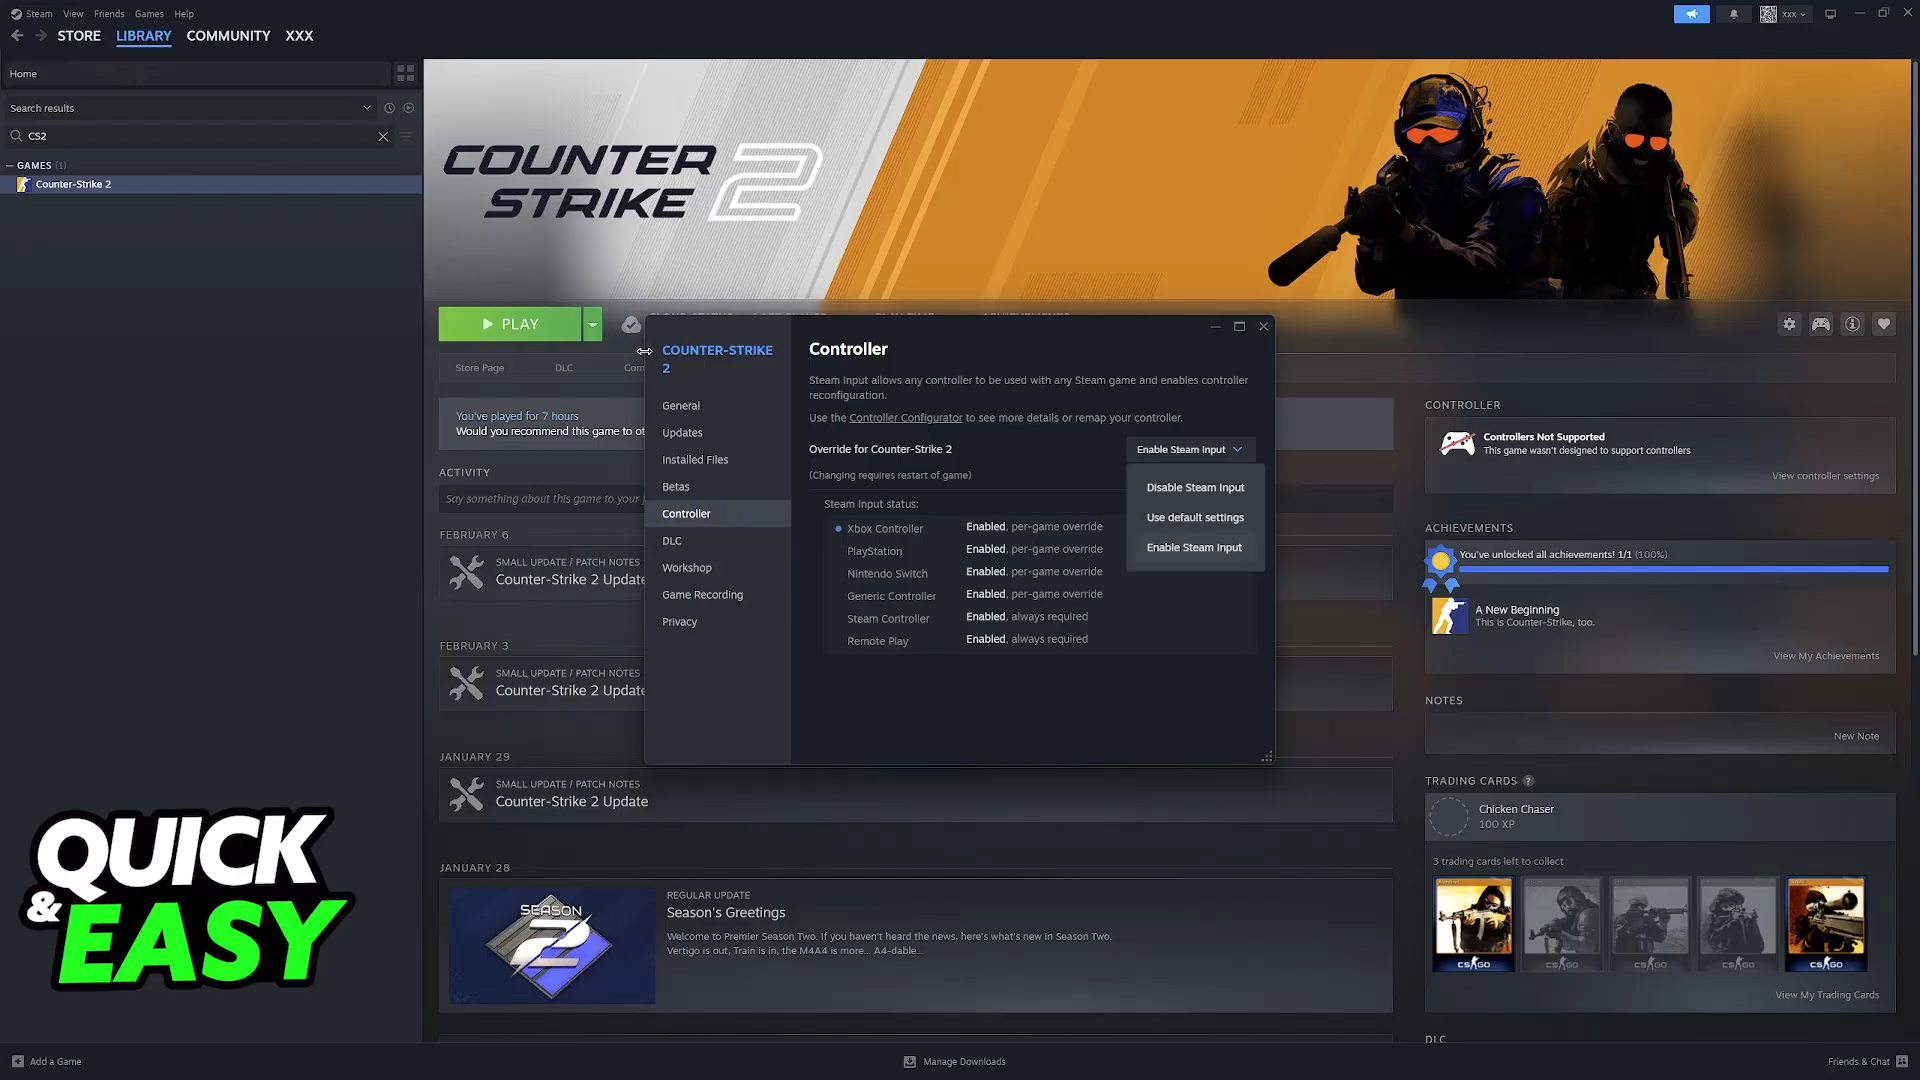 Steam View Friends Games Help
xxx
STORE LIBRARY COMMUNITY XXX
Home
Search results
CS2
GAMES (1)
Counter-Strike 2
COUNTER
STRIKE 2
PLAY
Store Page DLC Com
You've played for 7 hours
Would you recommend this game to ot
ACTIVITY
Say something about this game to your
FEBRUARY 6
SMALL UPDATE / PATCH NOTES
Counter-Strike 2 Update
FEBRUARY 3
SMALL UPDATE / PATCH NOTES
Counter-Strike 2 Update
JANUARY 29
SMALL UPDATE / PATCH NOTES
Counter-Strike 2 Update
JANUARY 28
SEASON
2
REGULAR UPDATE
Season's Greetings
Welcome to Premier Season Two. If you haven't heard the news, here's what's new in Season Two.
Vertigo is out, Train is in, the M4A4 is more... A4-dable...
COUNTER-STRIKE
2
General
Updates
Installed Files
Betas
Controller
DLC
Workshop
Game Recording
Privacy
Controller
Steam Input allows any controller to be used with any Steam game and enables controller
reconfiguration.
Use the Controller Configurator to see more details or remap your controller.
Override for Counter-Strike 2 Enable Steam Input
(Changing requires restart of game)
Disable Steam Input
Use default settings
Enable Steam Input
Steam Input status:
Xbox Controller Enabled, per-game override
PlayStation Enabled, per-game override
Nintendo Switch Enabled, per-game override
Generic Controller Enabled, per-game override
Steam Controller Enabled, always required
Remote Play Enabled, always required
CONTROLLER
Controllers Not Supported
This game wasn't designed to support controllers
View controller settings
ACHIEVEMENTS
You've unlocked all achievements! 1/1 (100%)
A New Beginning
This is Counter-Strike, too.
View My Achievements
NOTES
New Note
TRADING CARDS ?
Chicken Chaser
100 XP
3 trading cards left to collect
CS GO CS GO CS GO CS GO CS GO
View My Trading Cards
DLC
QUICK
& EASY
Add a Game
Manage Downloads
Friends & Chat